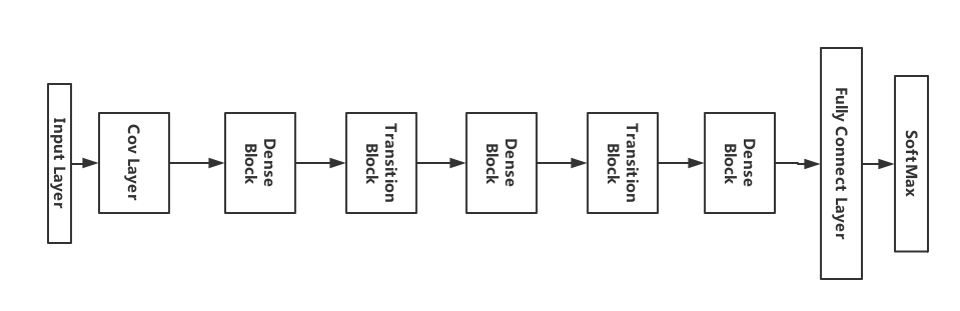 Input Layer
Cov Layer
Dense
Block
Transition
Block
Dense
Block
Transition
Block
Dense
Block
Fully Connect Layer
SoftMax